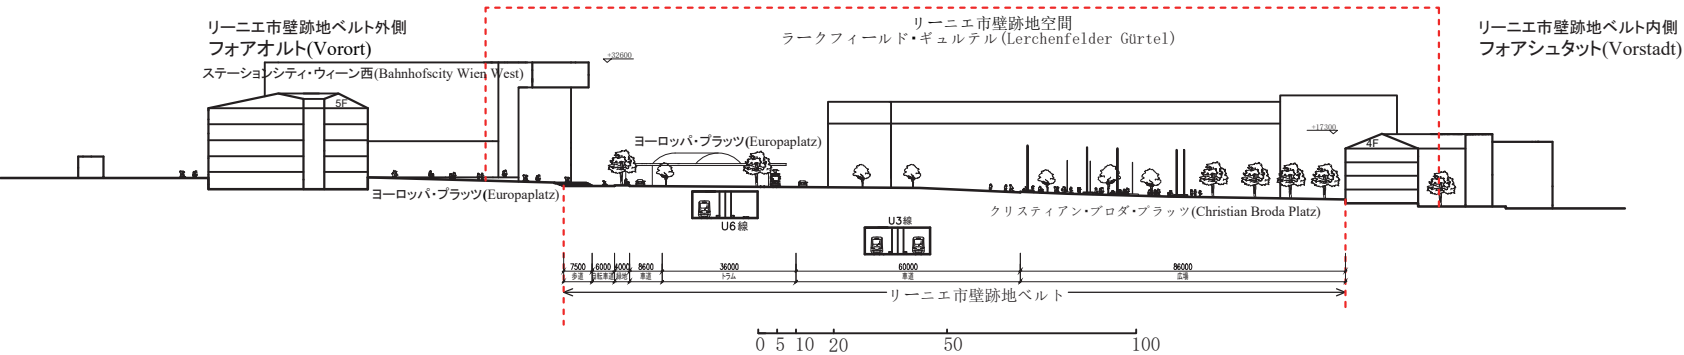 リーニエ市壁跡地ベルト外側
フォアオルト(Vorort)
ステーションシティ・ウィーン西(Bahnhofscity Wien West)
5F
リーニエ市壁跡地空間
ラークフィールド・ギュルテル(Lerchenfelder Gürtel)
+32600
リーニエ市壁跡地ベルト内側
フォアシュタット(Vorstadt)
ヨーロッパ・プラッツ(Europaplatz)
+17300
4F
ヨーロッパ・プラッツ(Europaplatz)
クリスティアン・ブロダ・プラッツ(Christian Broda Platz)
U6線
U3線
7500 6000 4000 8600 36000 60000 86000
歩道 自転車道 緑地 車道 トラム 車道 広場
リーニエ市壁跡地ベルト
0 5 10 20 50 100